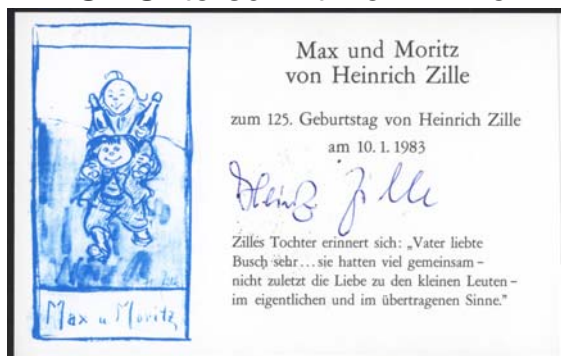 Max und Moritz
von Heinrich Zille
zum 125. Geburtstag von Heinrich Zille
am 10. 1. 1983
Heinz Zille
Zilles Tochter erinnert sich: „Vater liebte
Busch sehr ... sie hatten viel gemeinsam –
nicht zuletzt die Liebe zu den kleinen Leuten –
im eigentlichen und im übertragenen Sinne.”
Max u Moritz